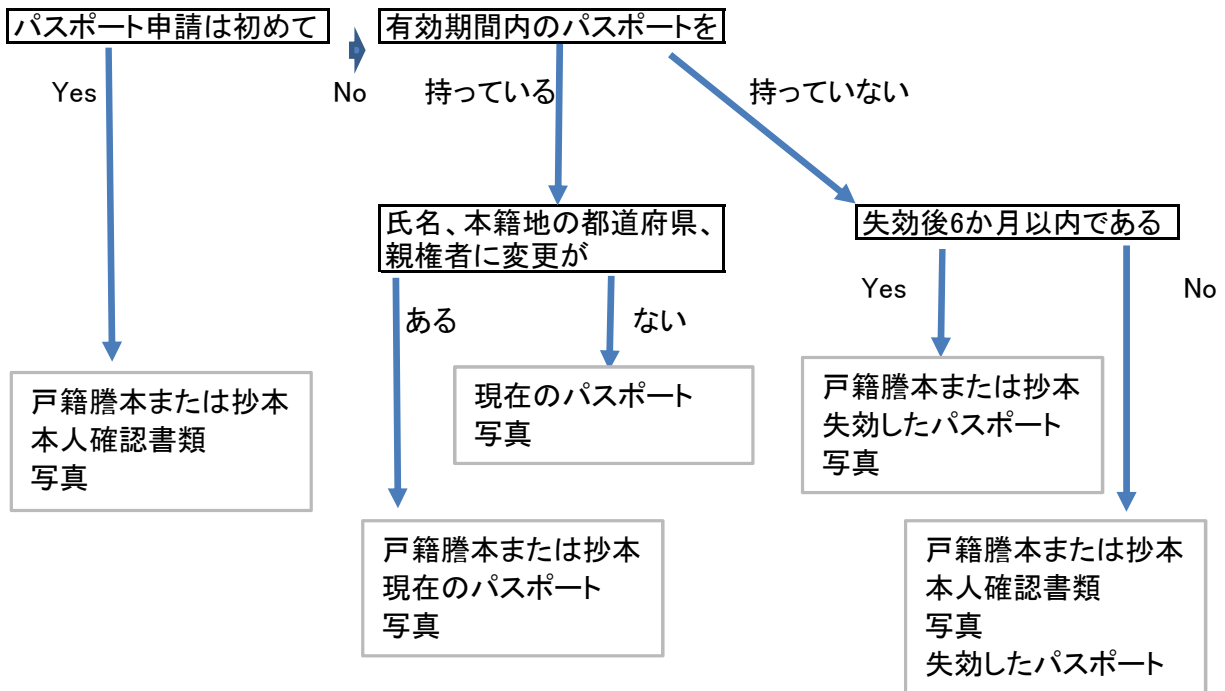 パスポート申請は初めて
有効期間内のパスポートを
Yes
No
持っている
持っていない
氏名、本籍地の都道府県、
親権者に変更が
失効後6か月以内である
ある
ない
Yes
No
戸籍謄本または抄本
本人確認書類
写真
現在のパスポート
写真
戸籍謄本または抄本
失効したパスポート
写真
戸籍謄本または抄本
現在のパスポート
写真
戸籍謄本または抄本
本人確認書類
写真
失効したパスポート